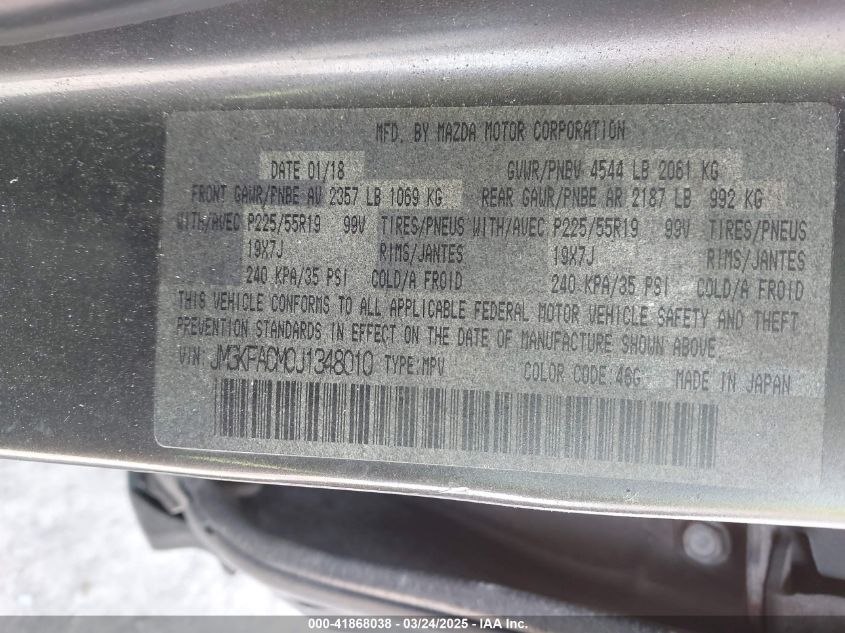 MFD. BY MAZDA MOTOR CORPORATION
DATE 01/18 GVWR/PNBV 4544 LB 2061 KG
FRONT GAWR/PNBE AV 2357 LB 1069 KG REAR GAWR/PNBE AR 2187 LB 992 KG
WITH/AVEC P225/55R19 99V TIRES/PNEUS WITH/AVEC P225/55R19 99V TIRES/PNEUS
19X7J RIMS/JANTES 19X7J RIMS/JANTES
240 KPA/35 PSI COLD/A FROID 240 KPA/35 PSI COLD/A FROID
THIS VEHICLE CONFORMS TO ALL APPLICABLE FEDERAL MOTOR VEHICLE SAFETY AND THEFT
PREVENTION STANDARDS IN EFFECT ON THE DATE OF MANUFACTURE SHOWN ABOVE.
VIN: JM3KFACM0J1348010 TYPE:MPV COLOR CODE:46G MADE IN JAPAN
000-41868038 - 03/24/2025 - IAA Inc.